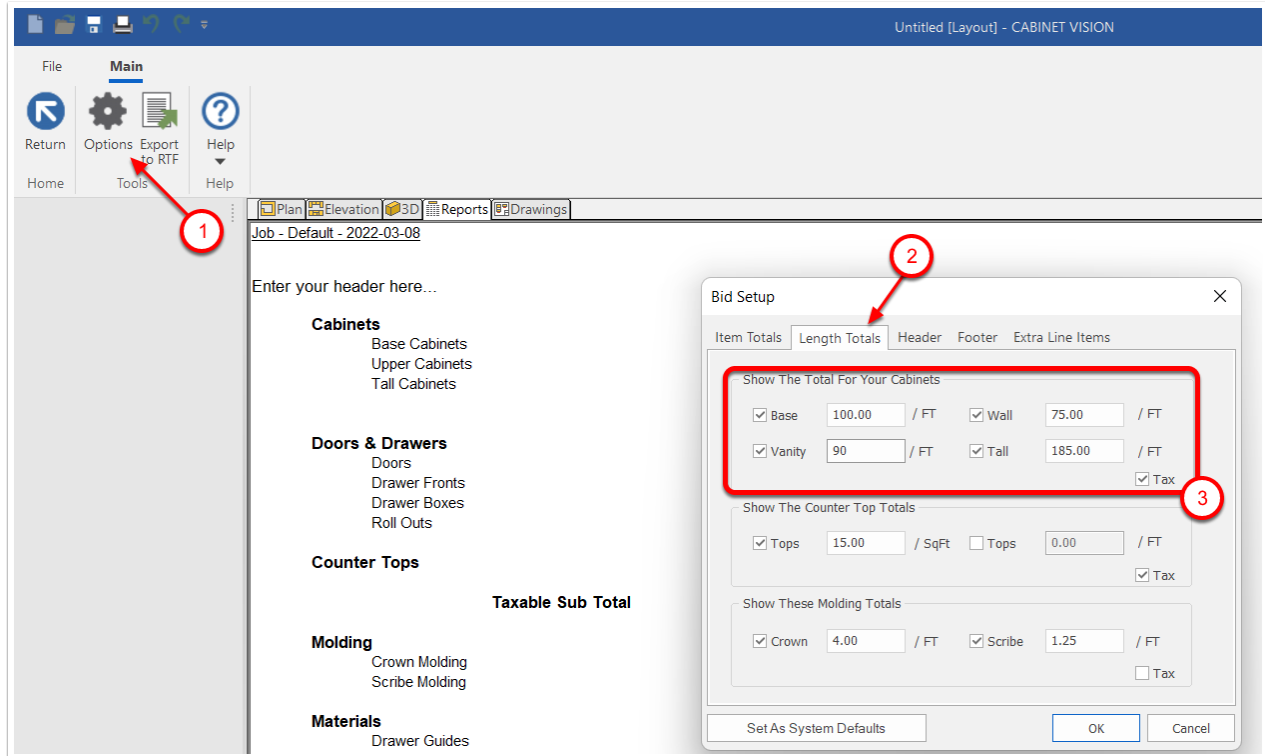 Untitled [Layout] - CABINET VISION
File Main
Return Options Export to RTF Help
Home Tools Help
1
Plan Elevation 3D Reports Drawings
Job - Default - 2022-03-08
2
Enter your header here...
Cabinets
Base Cabinets
Upper Cabinets
Tall Cabinets
Doors & Drawers
Doors
Drawer Fronts
Drawer Boxes
Roll Outs
Counter Tops
Taxable Sub Total
Molding
Crown Molding
Scribe Molding
Materials
Drawer Guides
Bid Setup
Item Totals Length Totals Header Footer Extra Line Items
Show The Total For Your Cabinets
Base 100.00 / FT Wall 75.00 / FT
Vanity 90 / FT Tall 185.00 / FT
Tax
3
Show The Counter Top Totals
Tops 15.00 / SqFt Tops 0.00 / FT
Tax
Show These Molding Totals
Crown 4.00 / FT Scribe 1.25 / FT
Tax
Set As System Defaults OK Cancel